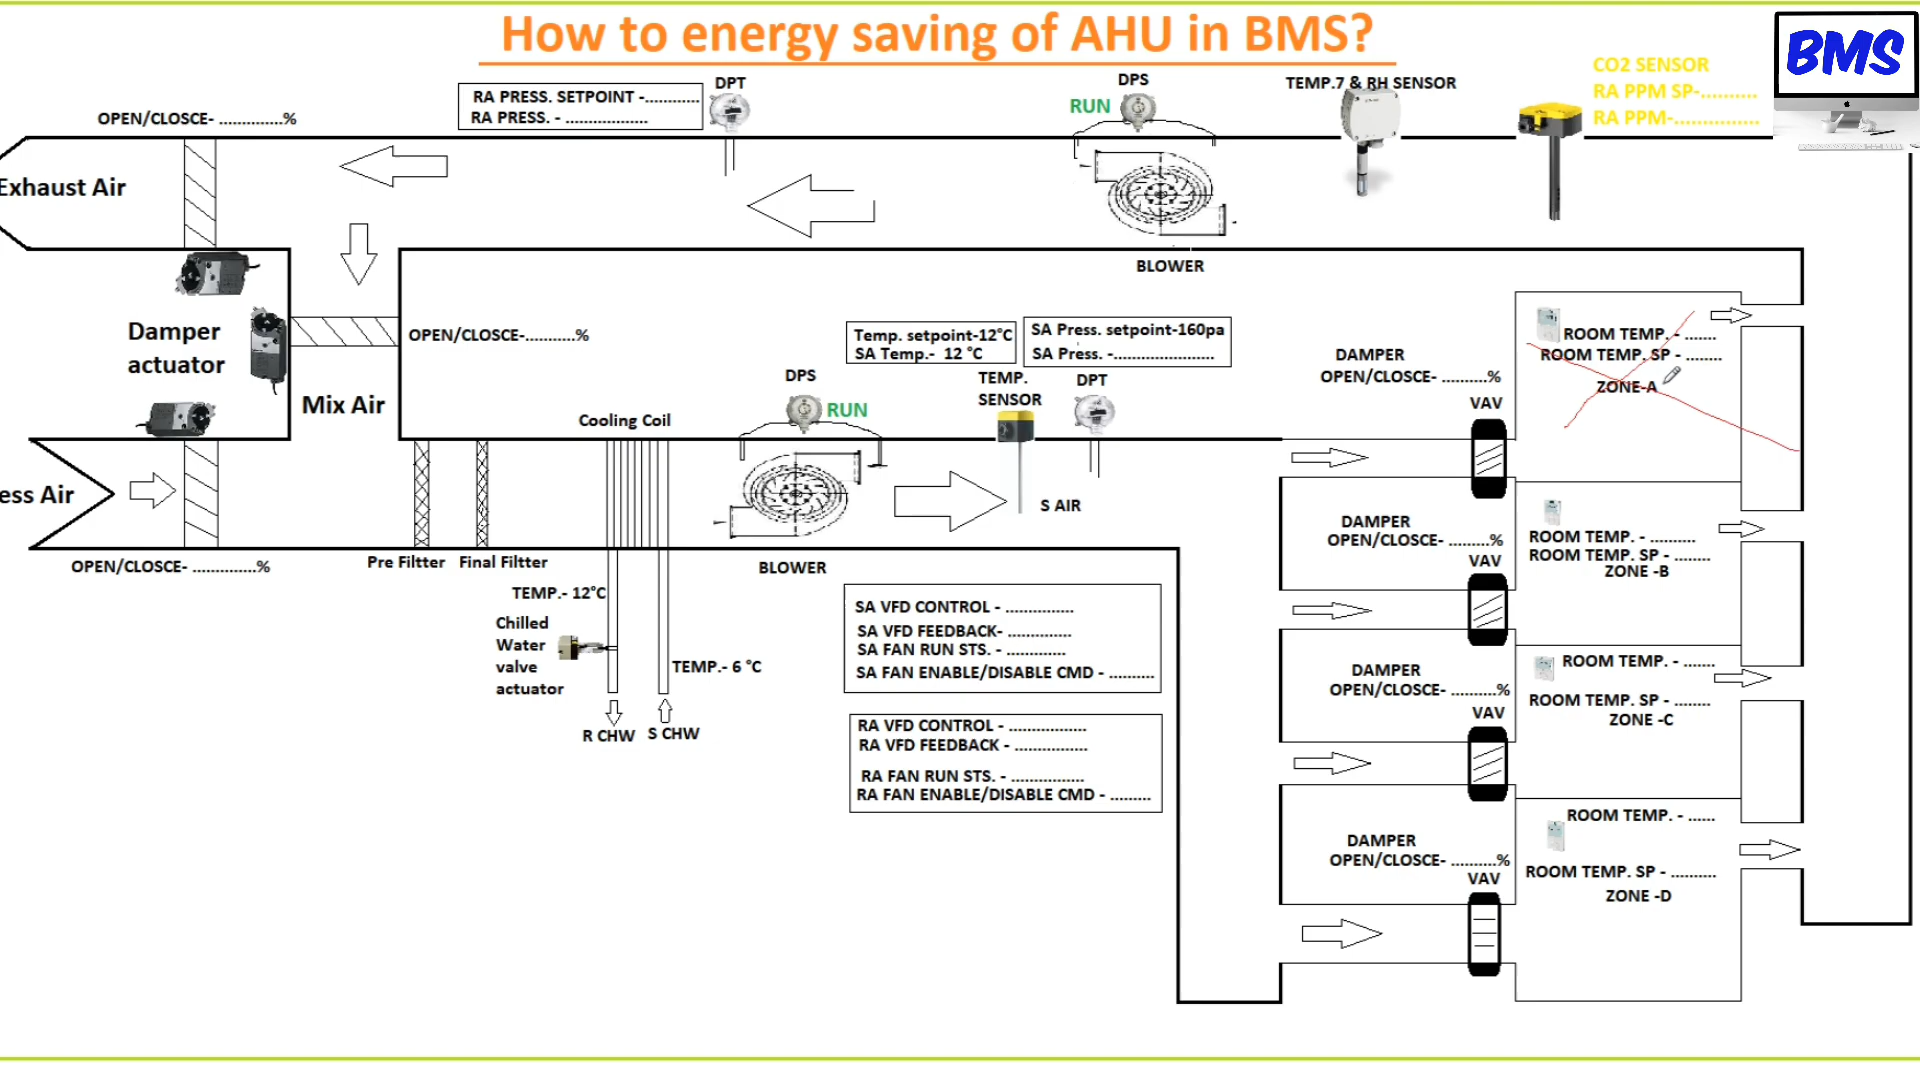 How to energy saving of AHU in BMS?
BMS
CO2 SENSOR
RA PPM SP-..........
RA PPM-...............
TEMP.7 & RH SENSOR
DPS
RUN
DPT
RA PRESS. SETPOINT -............
RA PRESS. - ..................
OPEN/CLOSCE- ..............%
Exhaust Air
BLOWER
Damper
actuator
OPEN/CLOSCE-...........%
Mix Air
Temp. setpoint-12°C
SA Temp.- 12 °C
SA Press. setpoint-160pa
SA Press. -......................
DPS
RUN
TEMP.
SENSOR
DPT
Cooling Coil
DAMPER
OPEN/CLOSCE- ..........%
VAV
ROOM TEMP. - .......
ROOM TEMP. SP - ........
ZONE-A
ess Air
S AIR
OPEN/CLOSCE- ..............%
Pre Filtter
Final Filtter
BLOWER
DAMPER
OPEN/CLOSCE- .........%
VAV
ROOM TEMP. - ..........
ROOM TEMP. SP - ........
ZONE -B
TEMP.- 12°C
Chilled
Water
valve
actuator
TEMP.- 6 °C
R CHW
S CHW
SA VFD CONTROL - ...............
SA VFD FEEDBACK- ..............
SA FAN RUN STS. - .............
SA FAN ENABLE/DISABLE CMD - ..........
RA VFD CONTROL - .................
RA VFD FEEDBACK - ................
RA FAN RUN STS. - ................
RA FAN ENABLE/DISABLE CMD - .........
DAMPER
OPEN/CLOSCE- ..........%
VAV
ROOM TEMP. - .......
ROOM TEMP. SP - ........
ZONE -C
DAMPER
OPEN/CLOSCE- ..........%
VAV
ROOM TEMP. - ......
ROOM TEMP. SP - ..........
ZONE -D